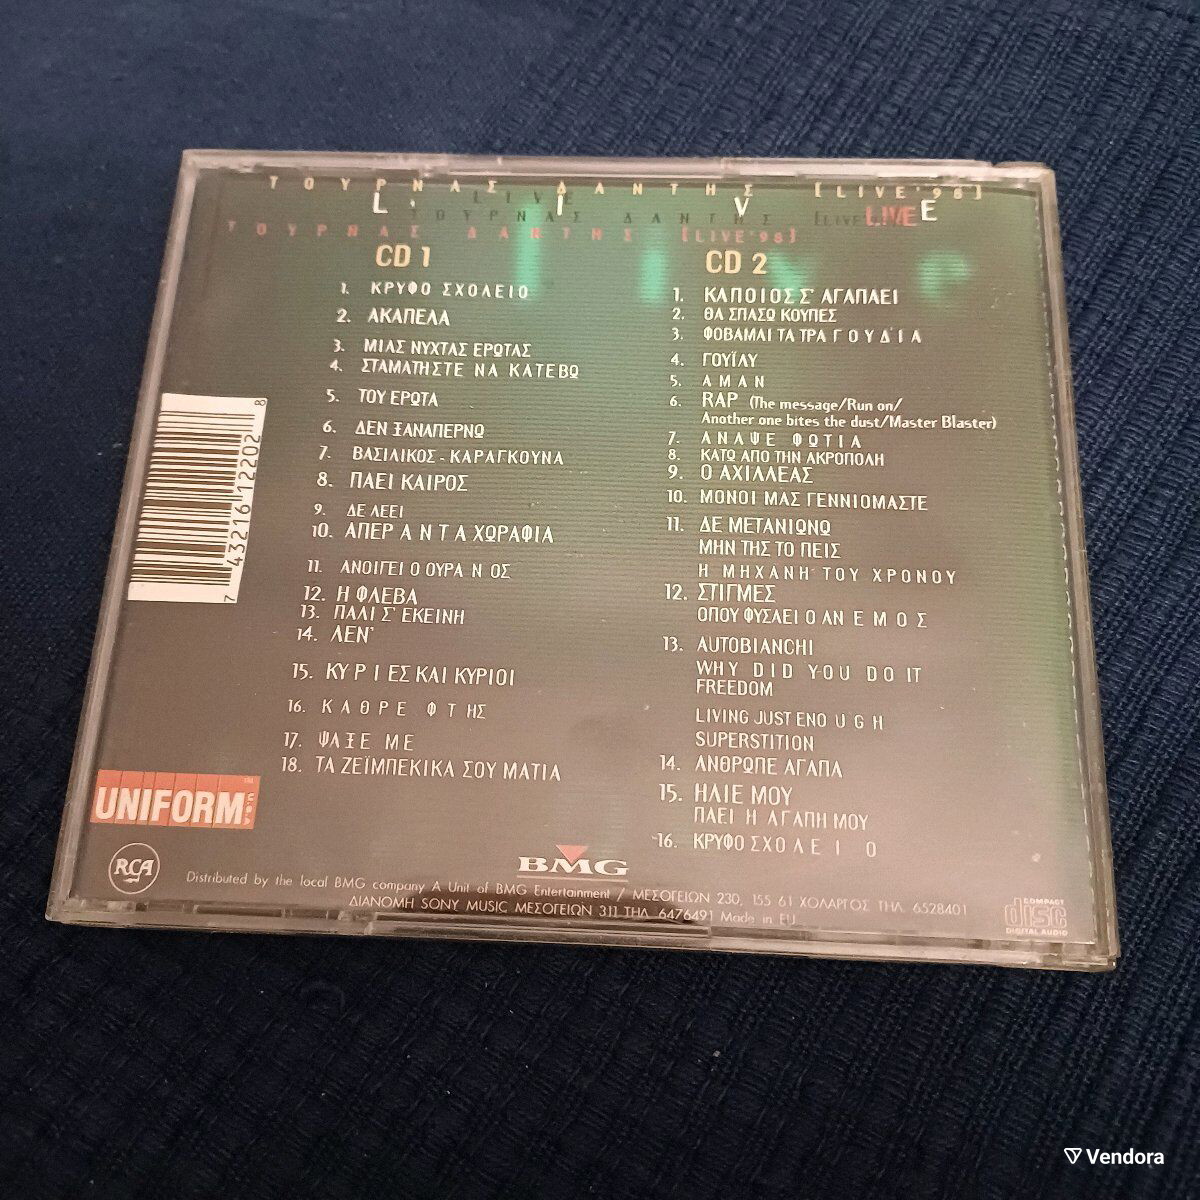 ΤΟΥΡΝΑΣ ΔΑΝΤΗΣ [LIVE'98]
LIVE
L I V E
ΤΟΥΡΝΑΣ ΔΑΝΤΗΣ [LIVE LIVE
ΤΟΥΡΝΑΣ ΔΑΝΤΗΣ [LIVE'98]
live
CD 1
1. ΚΡΥΦΟ ΣΧΟΛΕΙΟ
2. ΑΚΑΠΕΛΑ
3. ΜΙΑΣ ΝΥΧΤΑΣ ΕΡΩΤΑΣ
4. ΣΤΑΜΑΤΗΣΤΕ ΝΑ ΚΑΤΕΒΩ
5. ΤΟΥ ΕΡΩΤΑ
6. ΔΕΝ ΞΑΝΑΠΕΡΝΩ
7. ΒΑΣΙΛΙΚΟΣ - ΚΑΡΑΓΚΟΥΝΑ
8. ΠΑΕΙ ΚΑΙΡΟΣ
9. ΔΕ ΛΕΕΙ
10. ΑΠΕΡΑΝΤΑ ΧΩΡΑΦΙΑ
11. ΑΝΟΙΓΕΙ Ο ΟΥΡΑΝΟΣ
12. Η ΦΛΕΒΑ
13. ΠΑΛΙ Σ' ΕΚΕΙΝΗ
14. ΛΕΝ'
15. ΚΥΡΙΕΣ ΚΑΙ ΚΥΡΙΟΙ
16. ΚΑΘΡΕΦΤΗΣ
17. ΨΑΞΕ ΜΕ
18. ΤΑ ΖΕΪΜΠΕΚΙΚΑ ΣΟΥ ΜΑΤΙΑ
CD 2
1. ΚΑΠΟΙΟΣ Σ' ΑΓΑΠΑΕΙ
2. ΘΑ ΣΠΑΣΩ ΚΟΥΠΕΣ
3. ΦΟΒΑΜΑΙ ΤΑ ΤΡΑΓΟΥΔΙΑ
4. ΓΟΥΪΛΥ
5. ΑΜΑΝ
6. RAP (The message/Run on/
Another one bites the dust/Master Blaster)
7. ΑΝΑΨΕ ΦΩΤΙΑ
8. ΚΑΤΩ ΑΠΟ ΤΗΝ ΑΚΡΟΠΟΛΗ
9. Ο ΑΧΙΛΛΕΑΣ
10. ΜΟΝΟΙ ΜΑΣ ΓΕΝΝΙΟΜΑΣΤΕ
11. ΔΕ ΜΕΤΑΝΙΩΝΩ
ΜΗΝ ΤΗΣ ΤΟ ΠΕΙΣ
Η ΜΗΧΑΝΗ ΤΟΥ ΧΡΟΝΟΥ
12. ΣΤΙΓΜΕΣ
ΟΠΟΥ ΦΥΣΑΕΙ Ο ΑΝΕΜΟΣ
13. AUTOBIANCHI
WHY DID YOU DO IT
FREEDOM
LIVING JUST ENOUGH
SUPERSTITION
14. ΑΝΘΡΩΠΕ ΑΓΑΠΑ
15. ΗΛΙΕ ΜΟΥ
ΠΑΕΙ Η ΑΓΑΠΗ ΜΟΥ
16. ΚΡΥΦΟ ΣΧΟΛΕΙΟ
7 43216 12202 8
UNIFORM
RCA
BMG
Distributed by the local BMG company A Unit of BMG Entertainment / ΜΕΣΟΓΕΙΩΝ 230, 155 61 ΧΟΛΑΡΓΟΣ ΤΗΛ. 6528401
ΔΙΑΝΟΜΗ SONY MUSIC ΜΕΣΟΓΕΙΩΝ 311 ΤΗΛ. 6476491 Made in EU
COMPACT
disc
DIGITAL AUDIO
Vendora